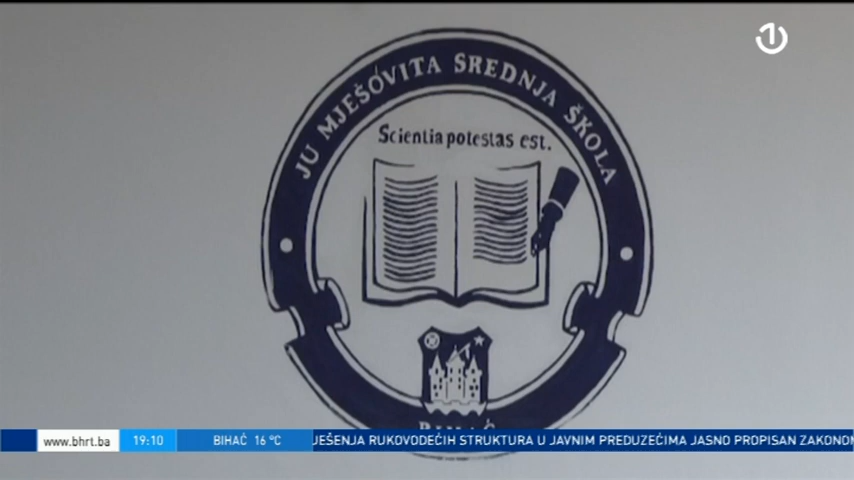 JU MJEŠOVITA SREDNJA ŠKOLA
Scientia potestas est.
BIHAĆ
www.bhrt.ba 19:10 BIHAĆ 16 °C JEŠENJA RUKOVODEĆIH STRUKTURA U JAVNIM PREDUZEĆIMA JASNO PROPISAN ZAKONOM